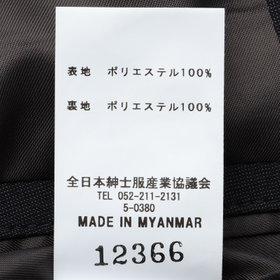 表地 ポリエステル100%
裏地 ポリエステル100%
全日本紳士服産業協議会
TEL 052-211-2131
5-0380
MADE IN MYANMAR
12366